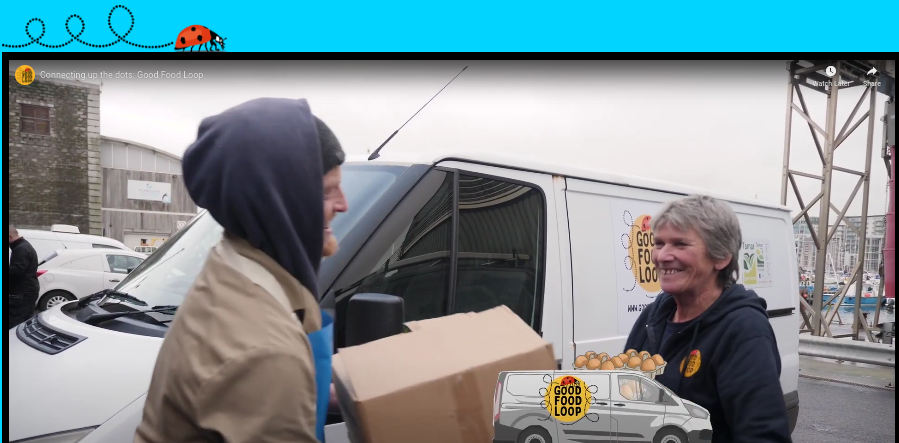 Connecting up the dots: Good Food Loop
Watch Later
Share
GOOD
FOOD
LOOP
GOOD
FOOD
LOOP